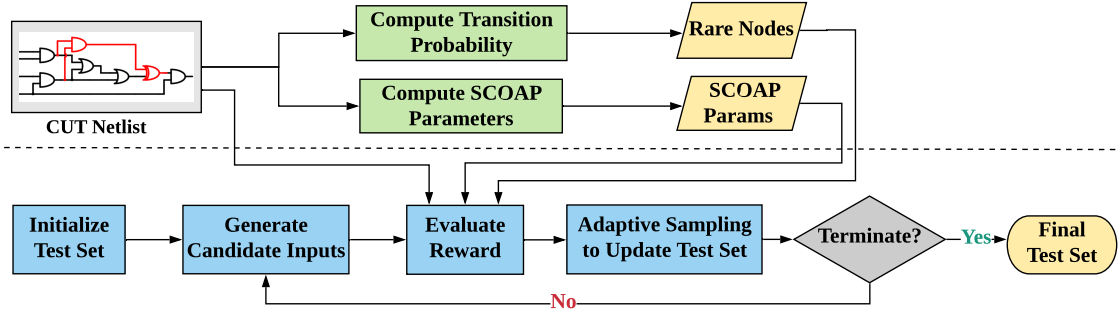 Compute Transition
Probability
Rare Nodes
Compute SCOAP
Parameters
SCOAP
Params
CUT Netlist
Initialize
Test Set
Generate
Candidate Inputs
Evaluate
Reward
Adaptive Sampling
to Update Test Set
Terminate?
Yes
Final
Test Set
No